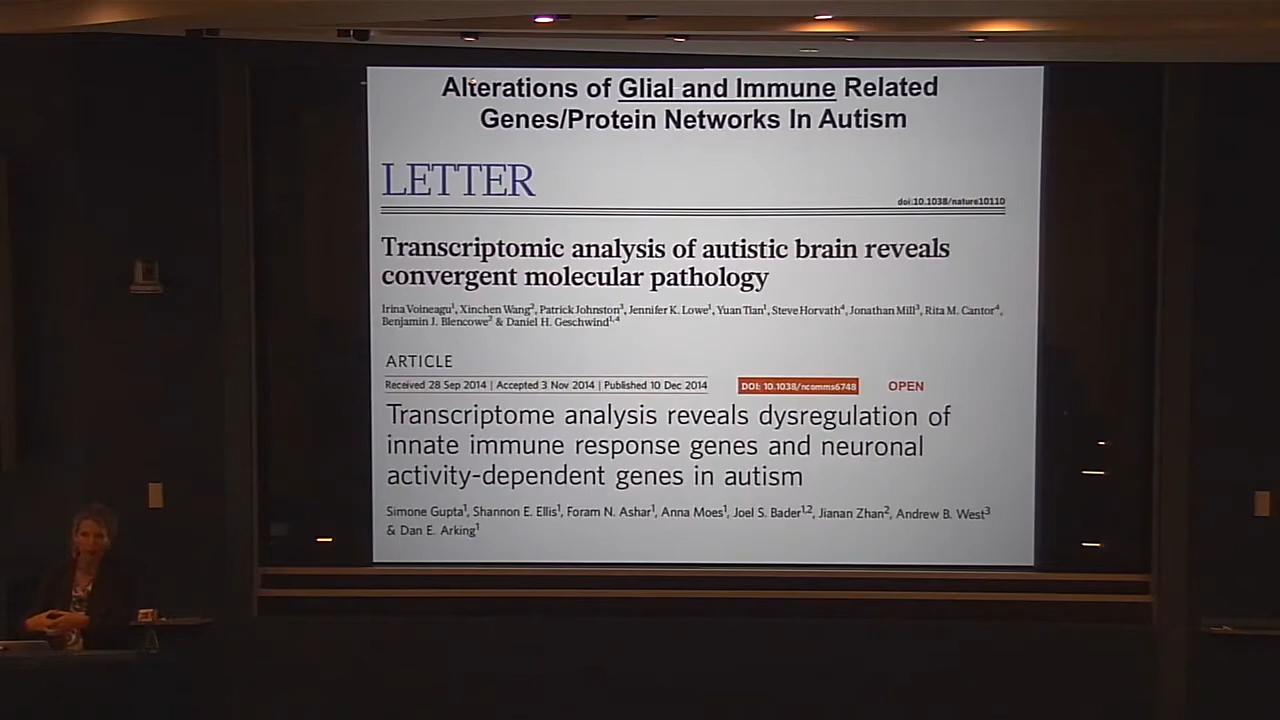 Alterations of Glial and Immune Related
Genes/Protein Networks In Autism
LETTER
doi:10.1038/nature10110
Transcriptomic analysis of autistic brain reveals
convergent molecular pathology
Irina Voineagu¹, Xinchen Wang², Patrick Johnston³, Jennifer K. Lowe¹, Yuan Tian¹, Steve Horvath⁴, Jonathan Mill³, Rita M. Cantor⁴,
Benjamin J. Blencowe² & Daniel H. Geschwind¹,⁴
ARTICLE
Received 28 Sep 2014 | Accepted 3 Nov 2014 | Published 10 Dec 2014
DOI: 10.1038/ncomms6748
OPEN
Transcriptome analysis reveals dysregulation of
innate immune response genes and neuronal
activity-dependent genes in autism
Simone Gupta¹, Shannon E. Ellis¹, Foram N. Ashar¹, Anna Moes¹, Joel S. Bader¹,², Jianan Zhan², Andrew B. West³
& Dan E. Arking¹